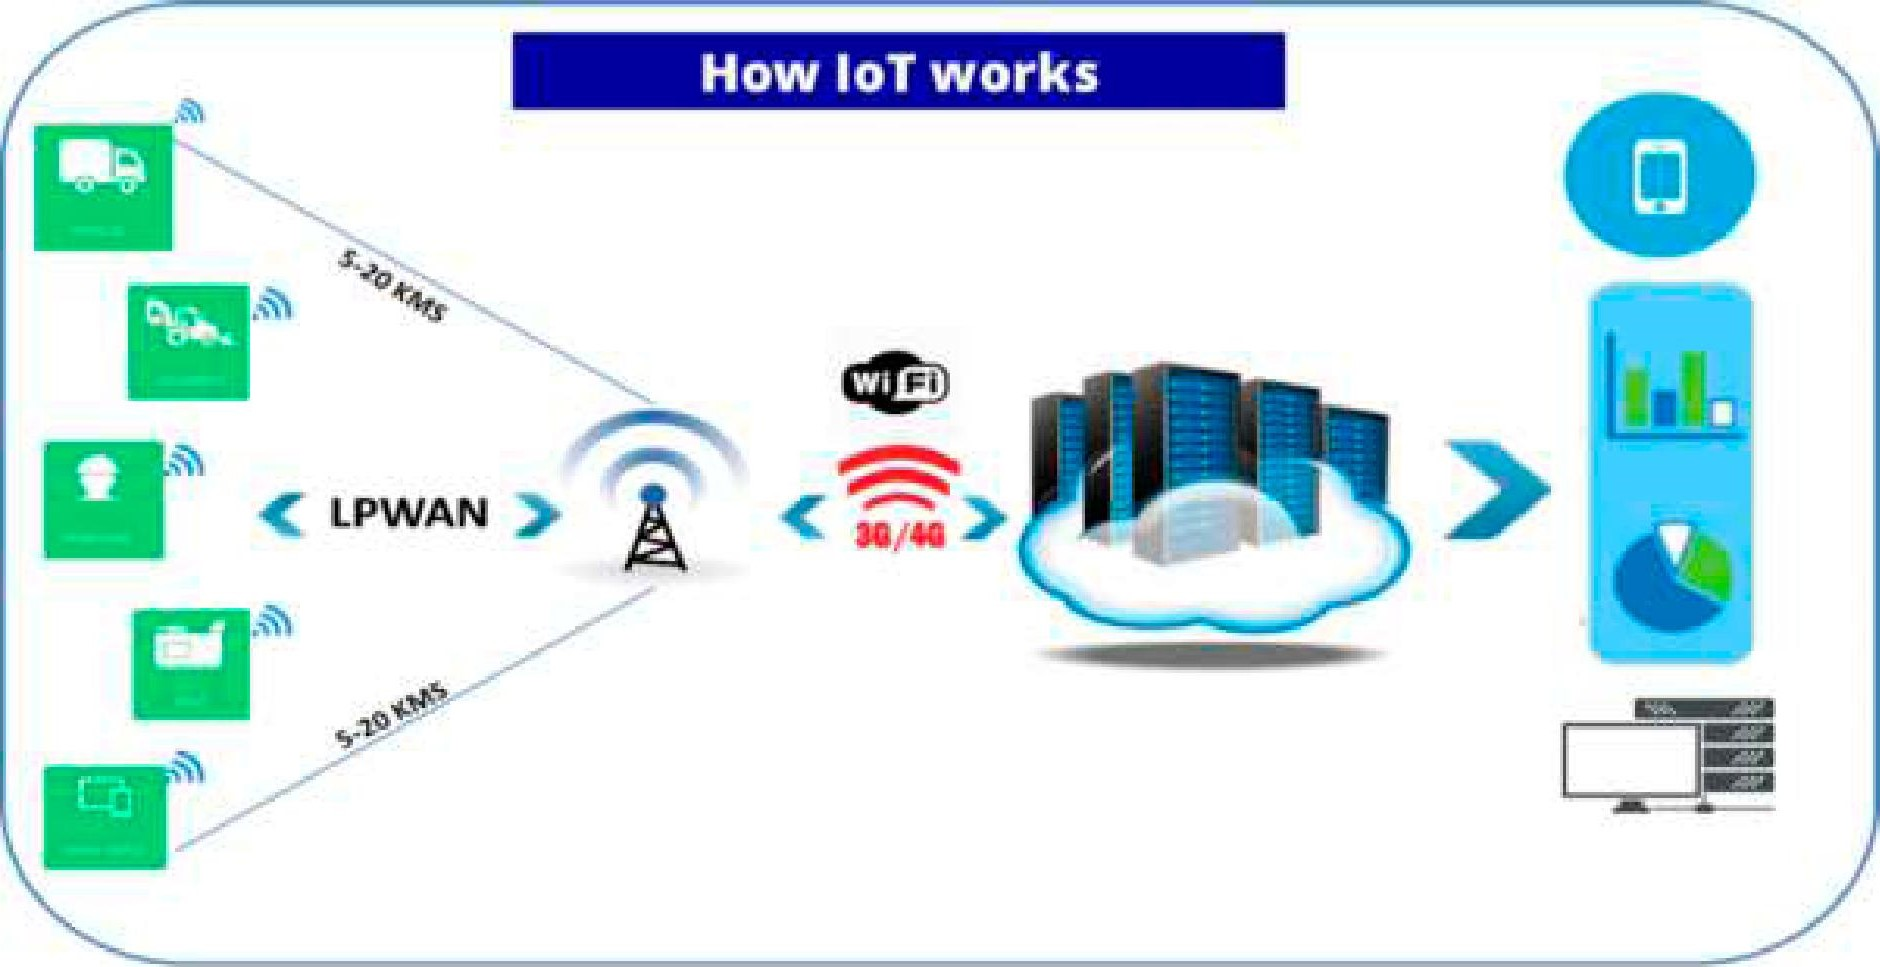 How IoT works
5-20 KMS
LPWAN
5-20 KMS
Wi Fi
3G/4G